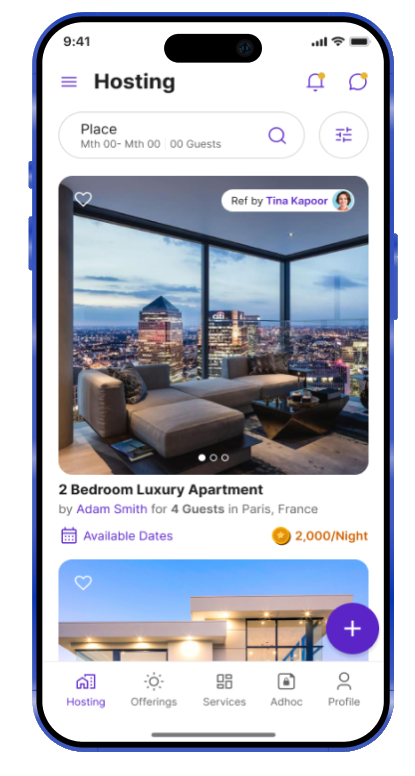 9:41
Hosting
Place
Mth 00- Mth 00 00 Guests
Ref by Tina Kapoor
2 Bedroom Luxury Apartment
by Adam Smith for 4 Guests in Paris, France
Available Dates
2,000/Night
Hosting Offerings Services Adhoc Profile